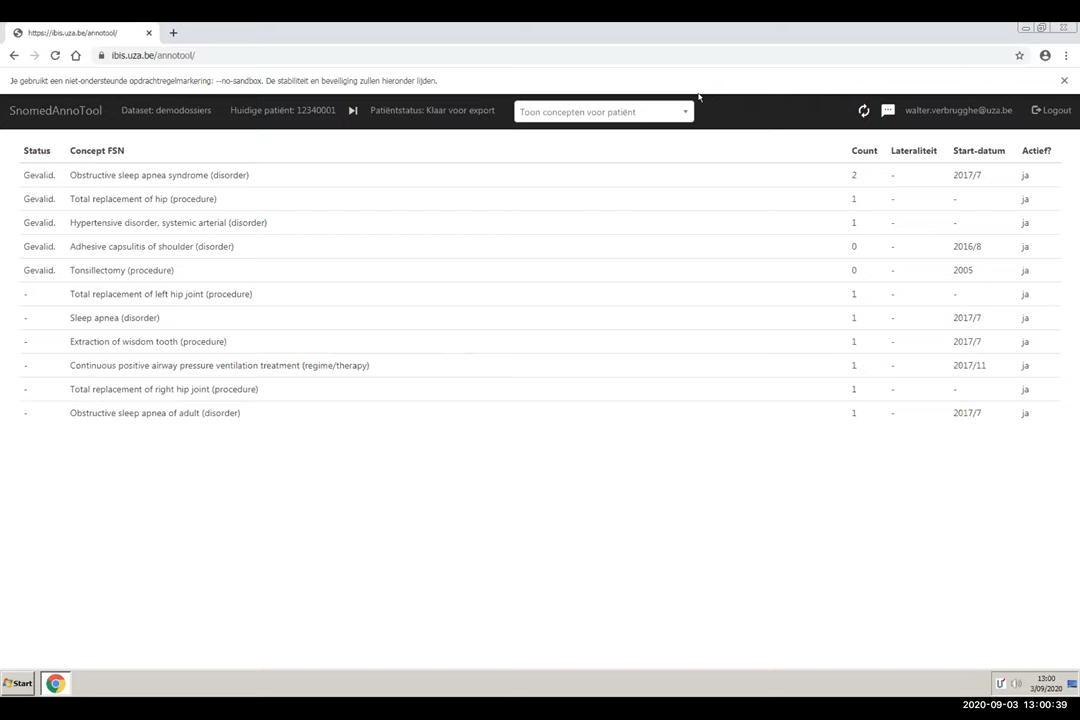 https://ibis.uza.be/annotool/
ibis.uza.be/annotool/
Je gebruikt een niet-ondersteunde opdrachtregelmarkering: --no-sandbox. De stabiliteit en beveiliging zullen hieronder lijden.
SnomedAnnoTool Dataset: demodossiers Huidige patiënt: 12340001 Patiëntstatus: Klaar voor export Toon concepten voor patiënt walter.verbrugghe@uza.be Logout
Status Concept FSN Count Lateraliteit Start-datum Actief?
Gevalid. Obstructive sleep apnea syndrome (disorder) 2 - 2017/7 ja
Gevalid. Total replacement of hip (procedure) 1 - - ja
Gevalid. Hypertensive disorder, systemic arterial (disorder) 1 - - ja
Gevalid. Adhesive capsulitis of shoulder (disorder) 0 - 2016/8 ja
Gevalid. Tonsillectomy (procedure) 0 - 2005 ja
- Total replacement of left hip joint (procedure) 1 - - ja
- Sleep apnea (disorder) 1 - 2017/7 ja
- Extraction of wisdom tooth (procedure) 1 - 2017/7 ja
- Continuous positive airway pressure ventilation treatment (regime/therapy) 1 - 2017/11 ja
- Total replacement of right hip joint (procedure) 1 - - ja
- Obstructive sleep apnea of adult (disorder) 1 - 2017/7 ja
Start
13:00
3/09/2020
2020-09-03 13:00:39